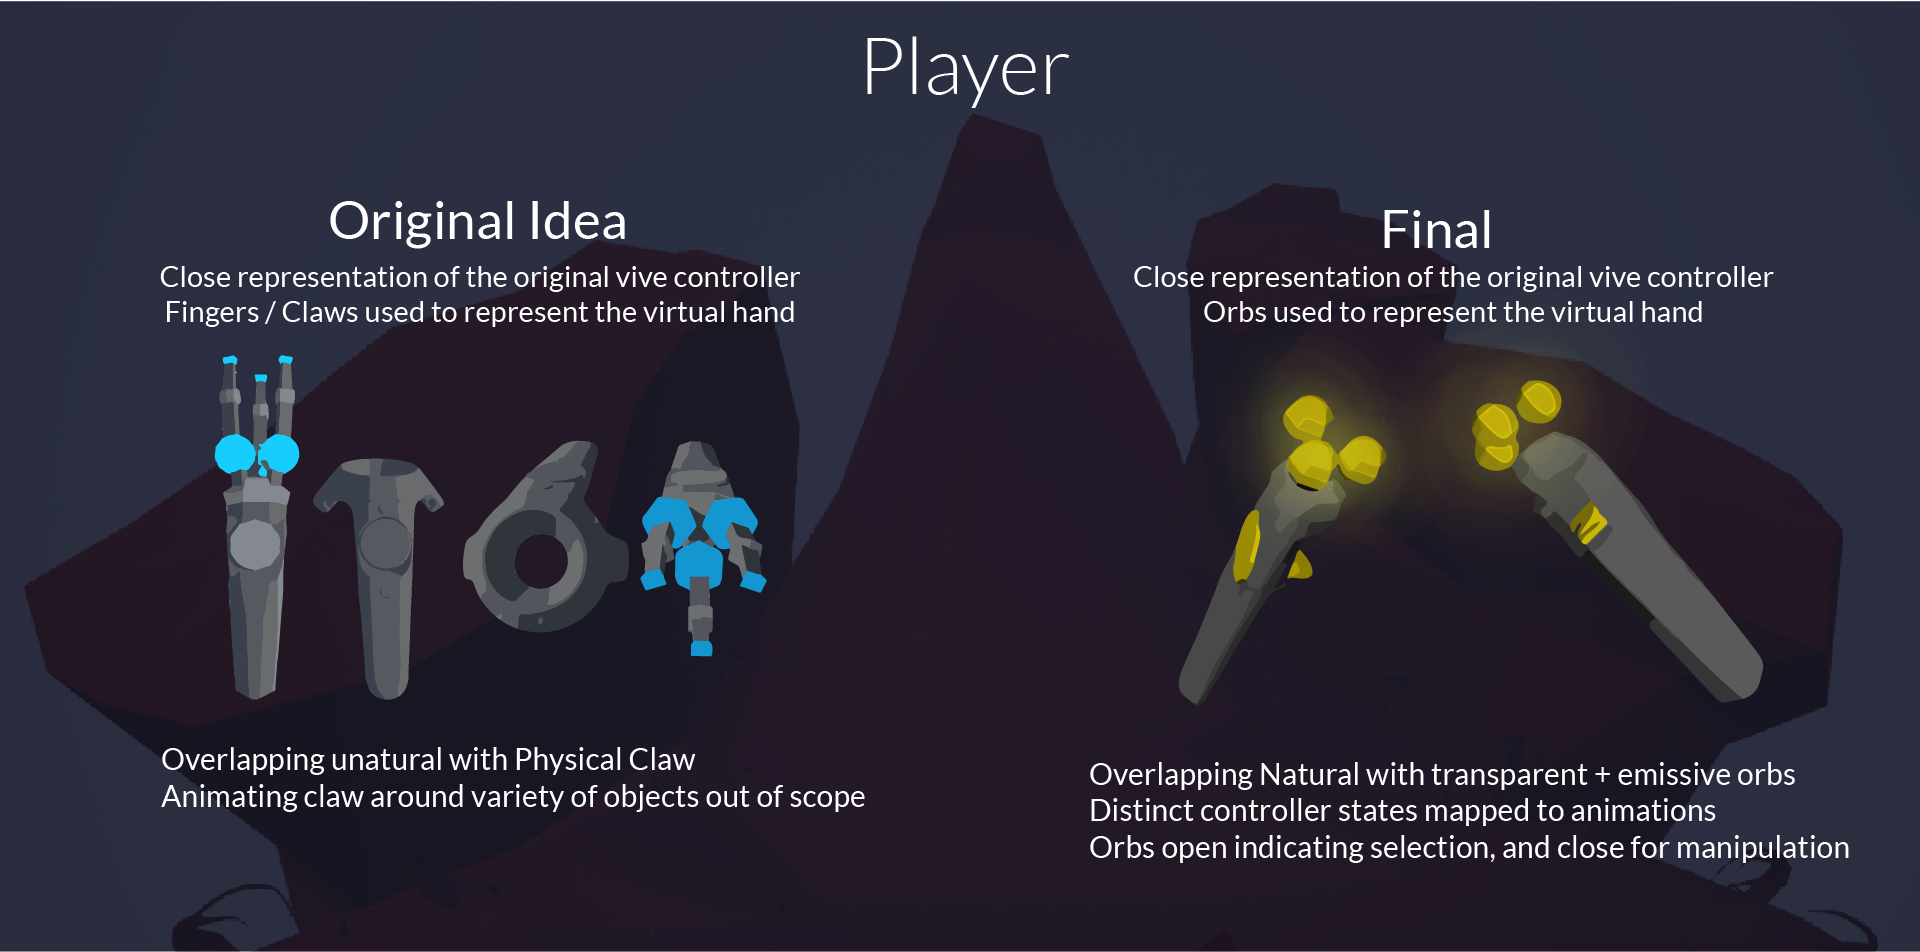 Player
Original Idea
Close representation of the original vive controller
Fingers / Claws used to represent the virtual hand
Overlapping unatural with Physical Claw
Animating claw around variety of objects out of scope
Final
Close representation of the original vive controller
Orbs used to represent the virtual hand
Overlapping Natural with transparent + emissive orbs
Distinct controller states mapped to animations
Orbs open indicating selection, and close for manipulation